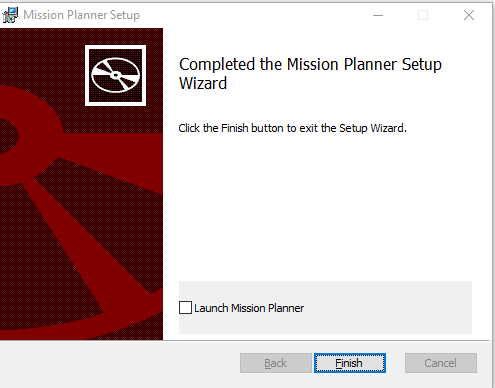 Mission Planner Setup
Completed the Mission Planner Setup
Wizard
Click the Finish button to exit the Setup Wizard.
Launch Mission Planner
Back
Finish
Cancel